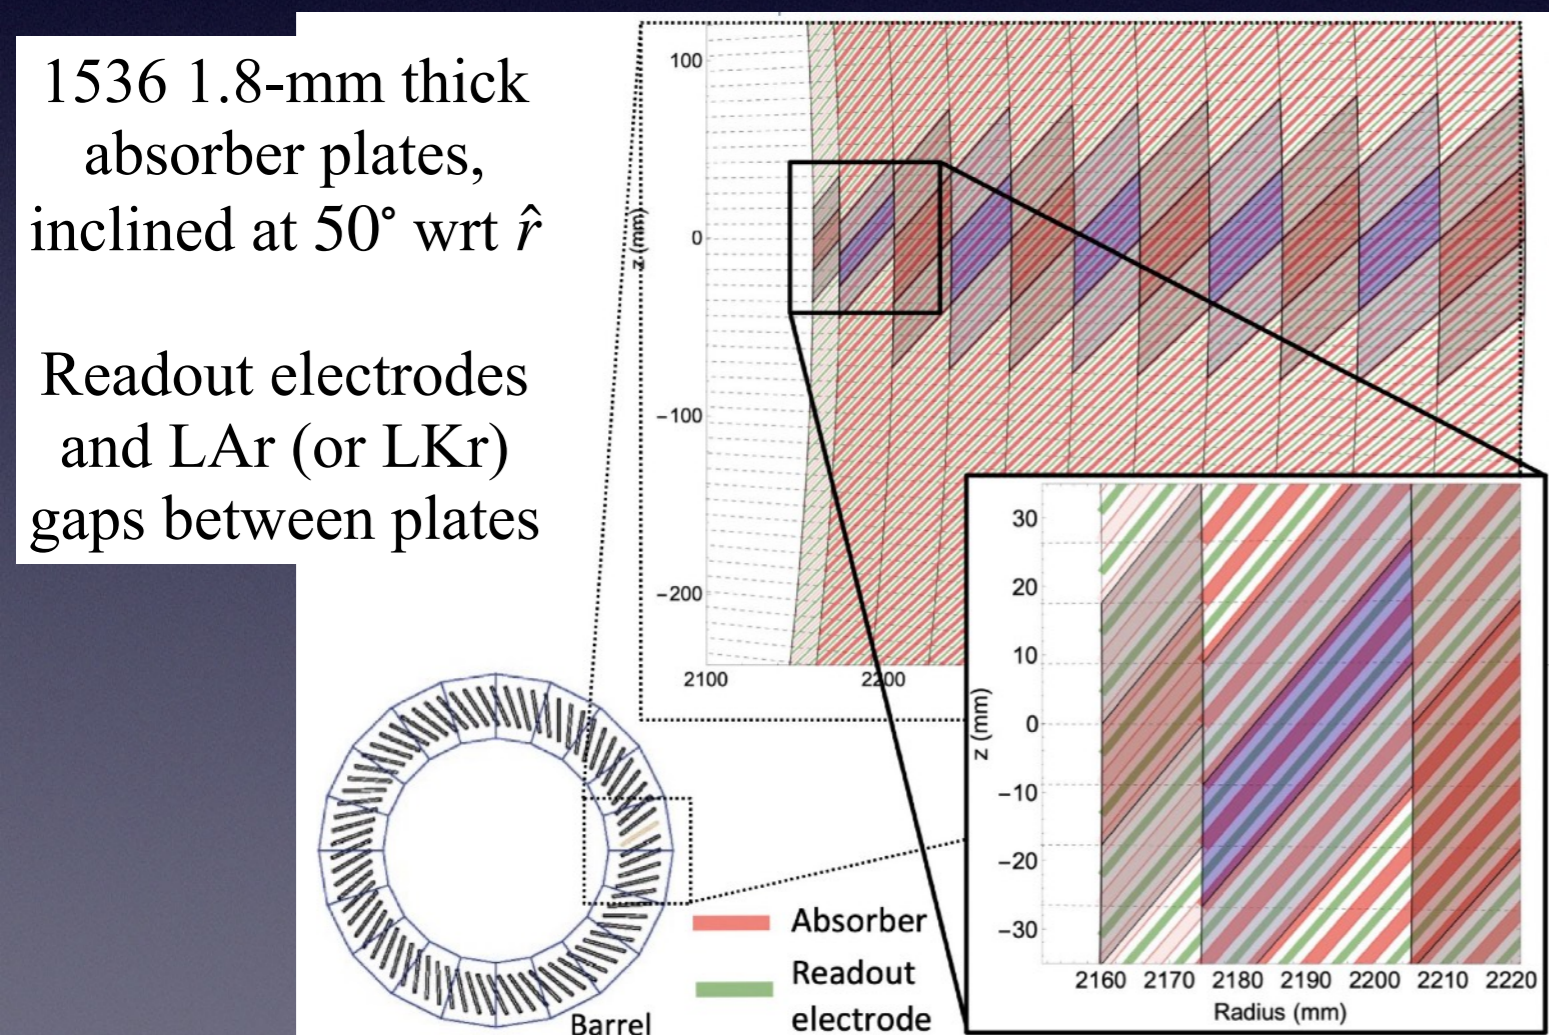 1536 1.8-mm thick
absorber plates,
inclined at 50° wrt r̂
Readout electrodes
and LAr (or LKr)
gaps between plates
100
0
−100
−200
z (mm)
2100
2200
30
20
10
0
−10
−20
−30
z (mm)
2160 2170 2180 2190 2200 2210 2220
Radius (mm)
Absorber
Readout
electrode
Barrel